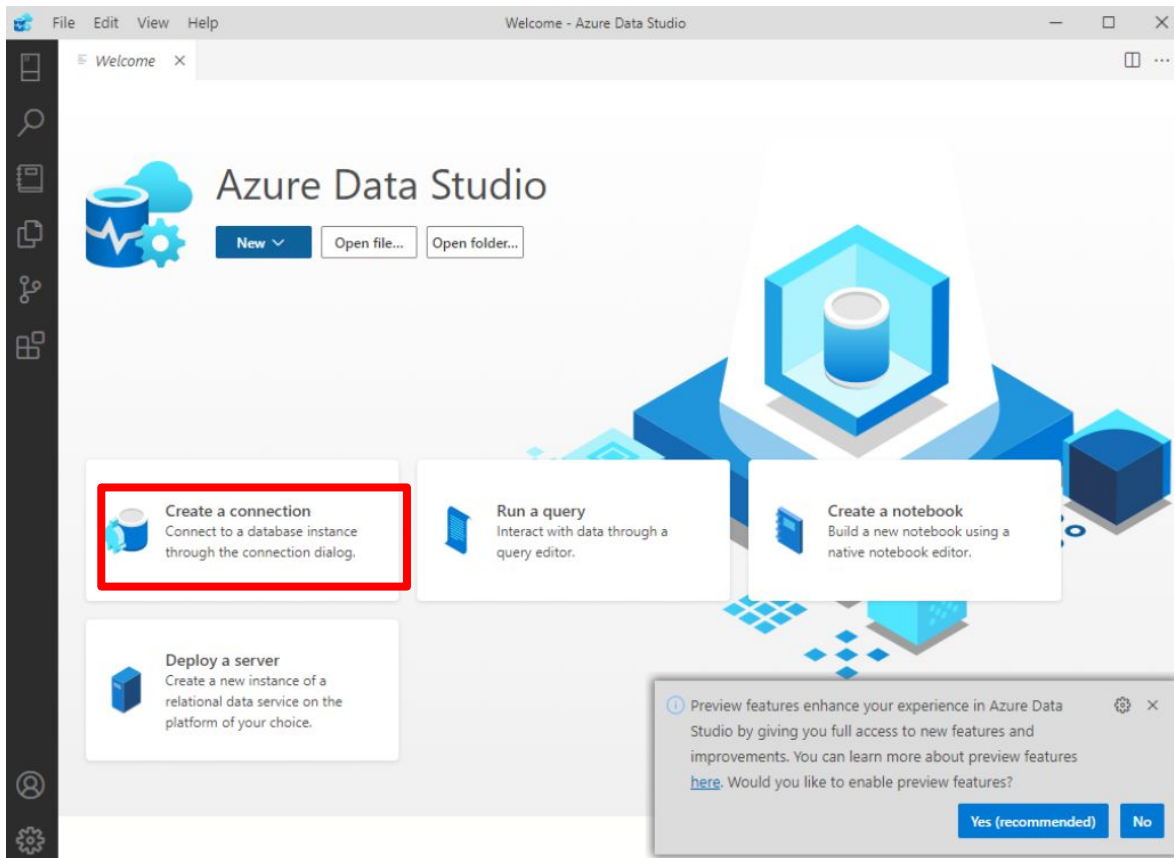 File Edit View Help
Welcome - Azure Data Studio
Welcome
Azure Data Studio
New
Open file...
Open folder...
Create a connection
Connect to a database instance
through the connection dialog.
Run a query
Interact with data through a
query editor.
Create a notebook
Build a new notebook using a
native notebook editor.
Deploy a server
Create a new instance of a
relational data service on the
platform of your choice.
Preview features enhance your experience in Azure Data
Studio by giving you full access to new features and
improvements. You can learn more about preview features
here. Would you like to enable preview features?
Yes (recommended)
No